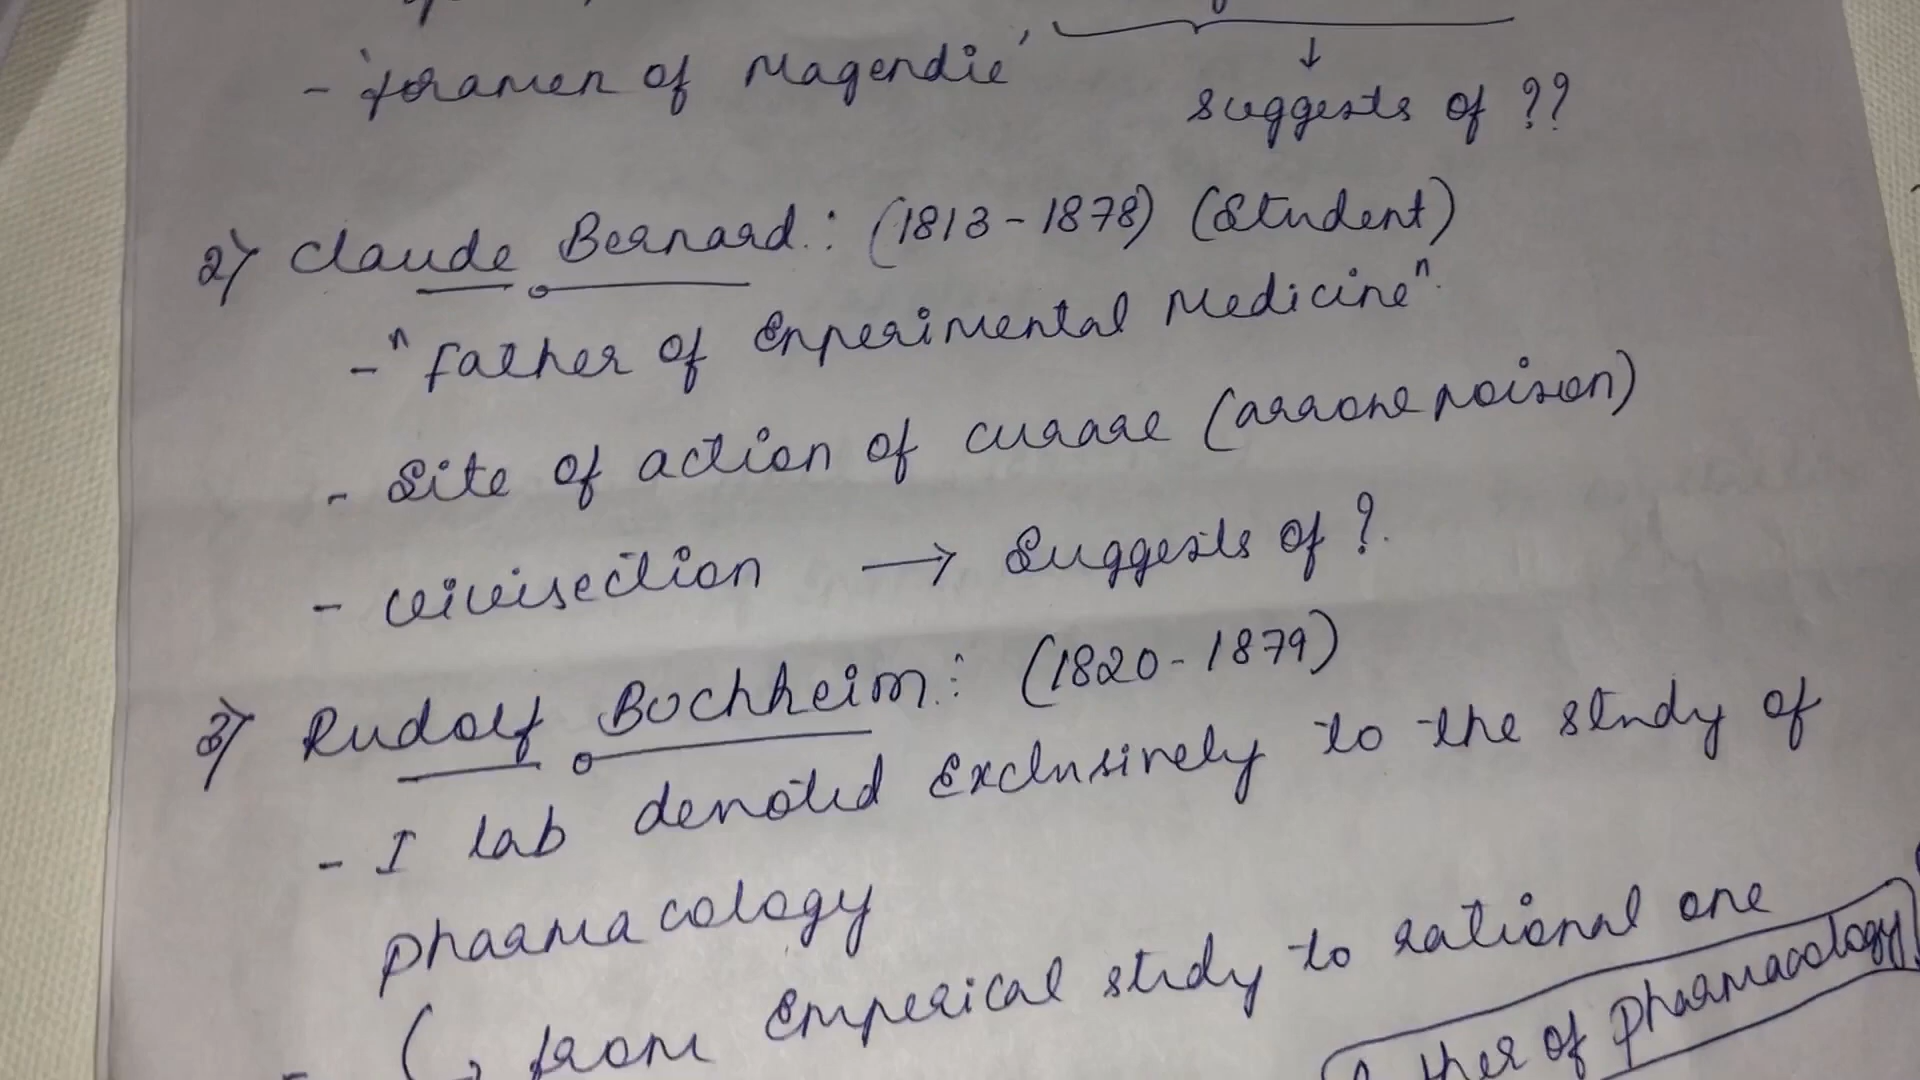 - 'foramen of Magendie'
↓
suggests of ??
2) Claude Bernard : (1813-1878) (Student)
- "Father of Experimental Medicine"
- Site of action of curare (arrone poison)
- vivisection → Suggests of ?
3) Rudolf Buchheim : (1820-1879)
- I lab devoted Exclusively to the study of
pharmacology
- from Emperical study to rational one
ther of pharmacology